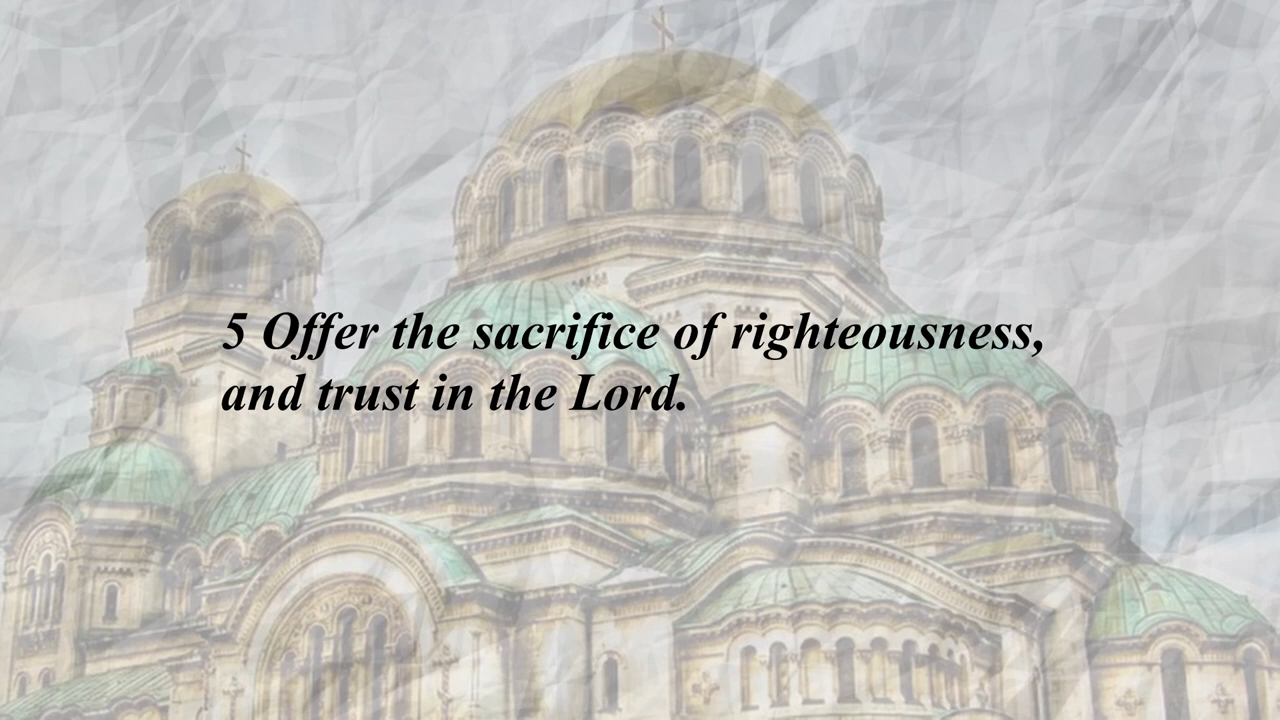 5 Offer the sacrifice of righteousness,
and trust in the Lord.